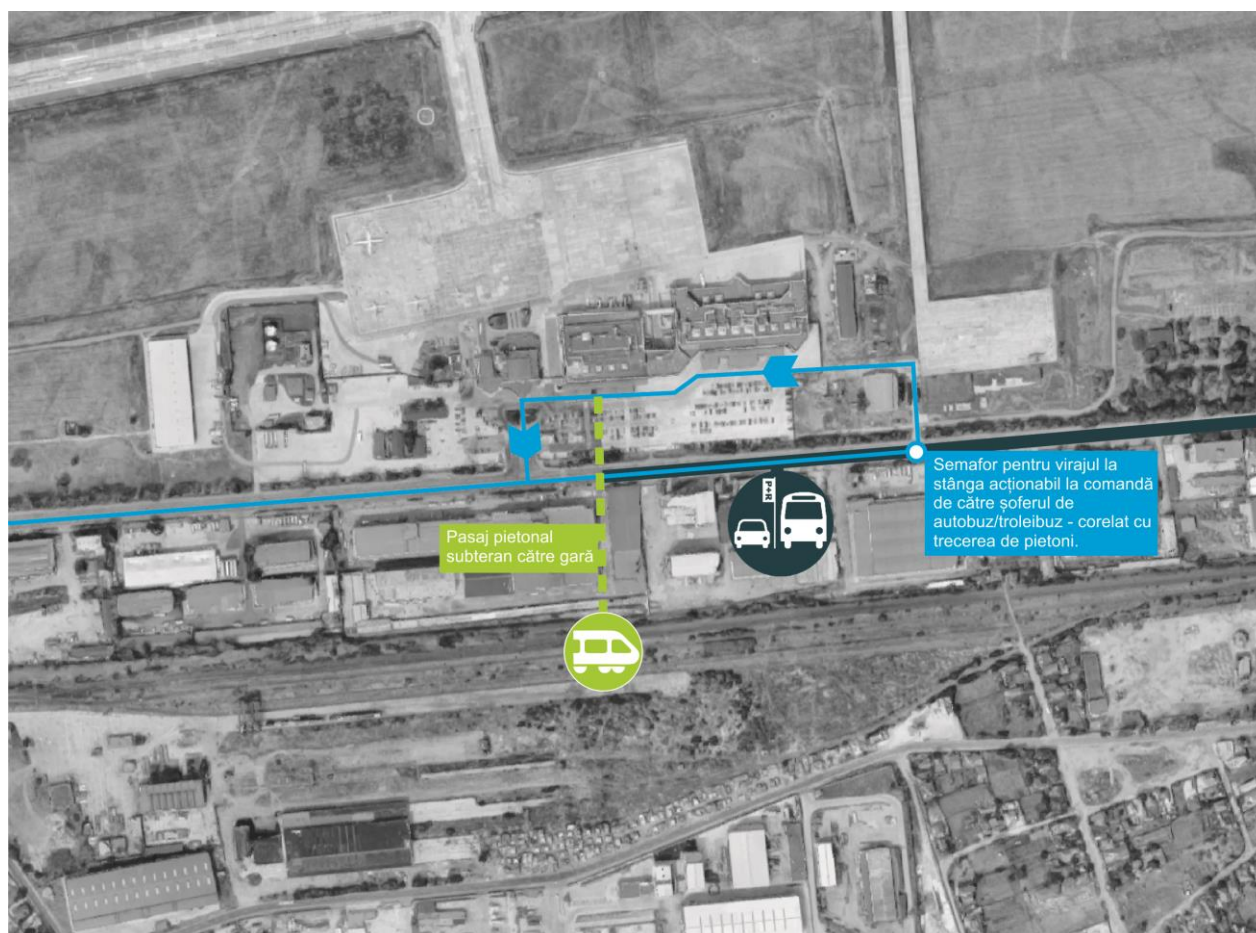 Semafor pentru virajul la
stânga acționabil la comandă
de către șoferul de
autobuz/troleibuz - corelat cu
trecerea de pietoni.
P+R
Pasaj pietonal
subteran către gară